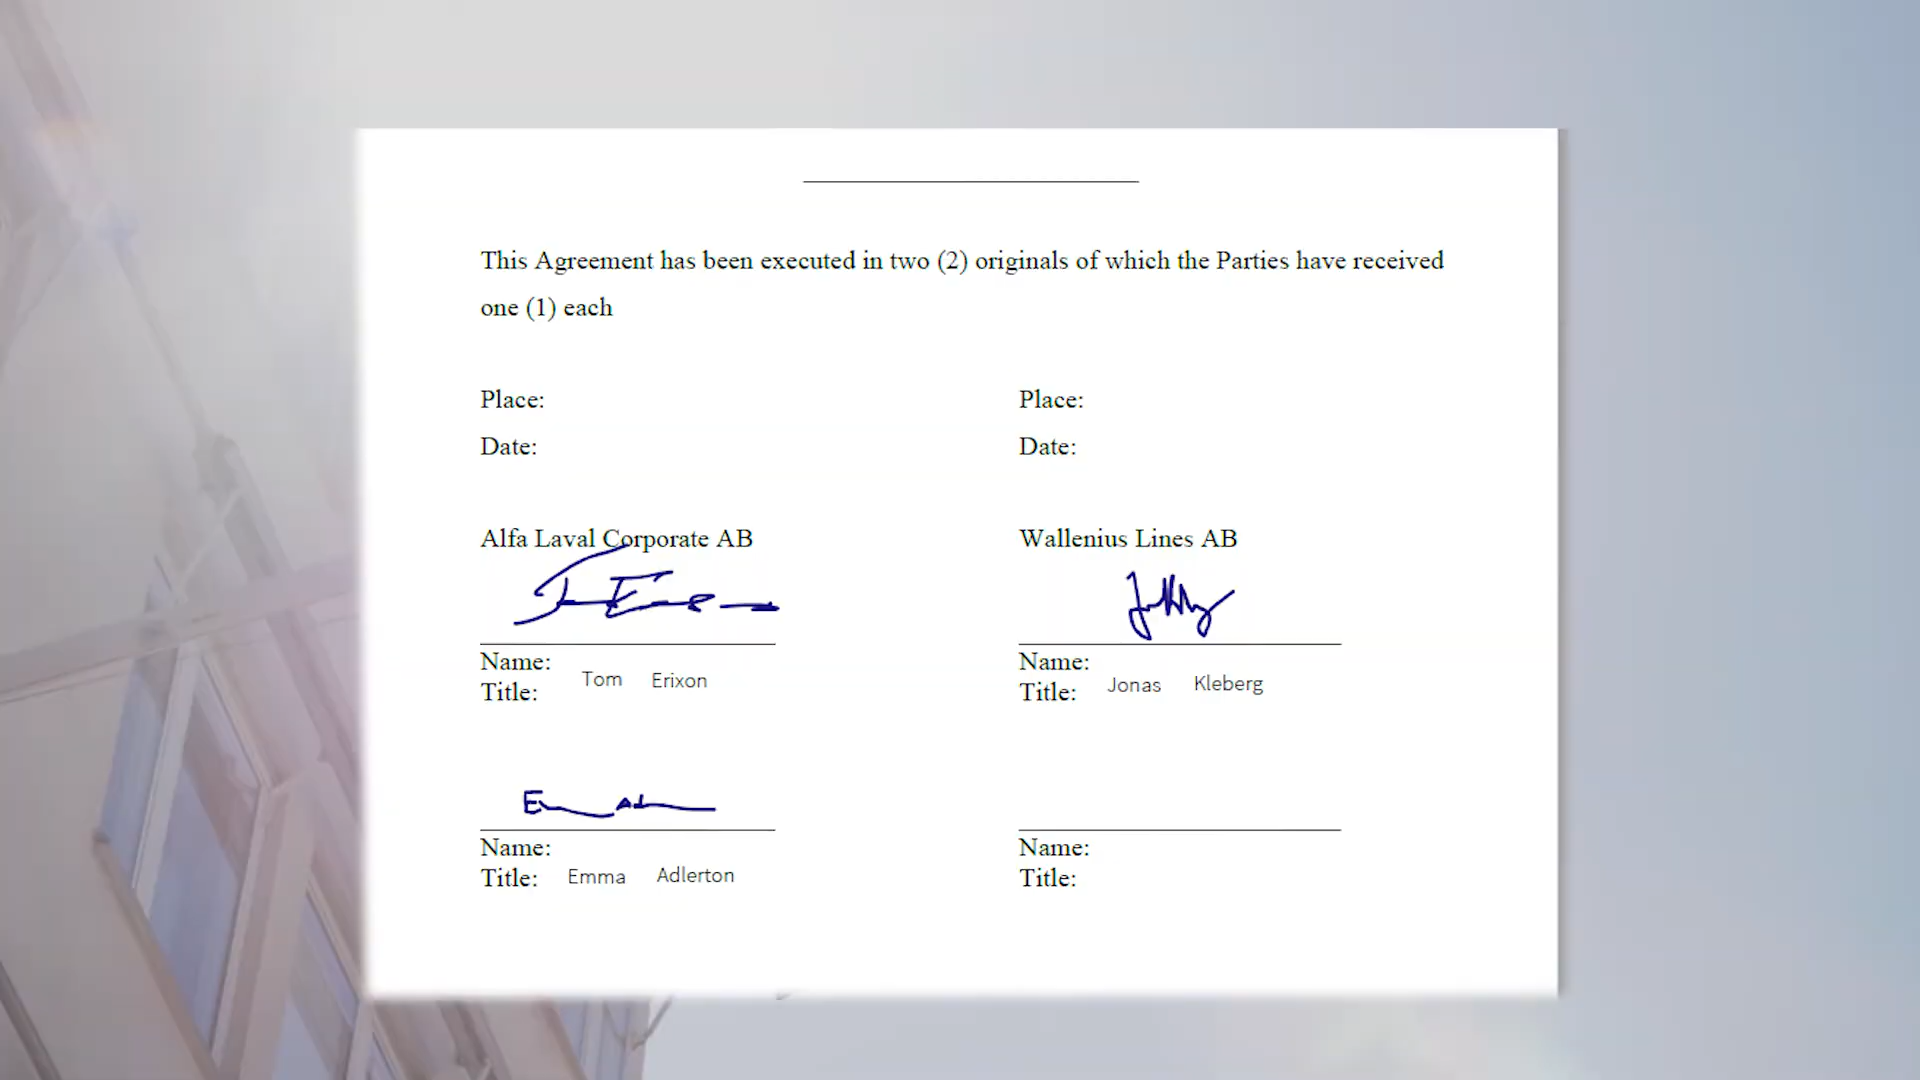 This Agreement has been executed in two (2) originals of which the Parties have received
one (1) each
Place:
Date:
Place:
Date:
Alfa Laval Corporate AB
Name:
Title: Tom Erixon
Wallenius Lines AB
Name:
Title: Jonas Kleberg
Name:
Title: Emma Adlerton
Name:
Title: